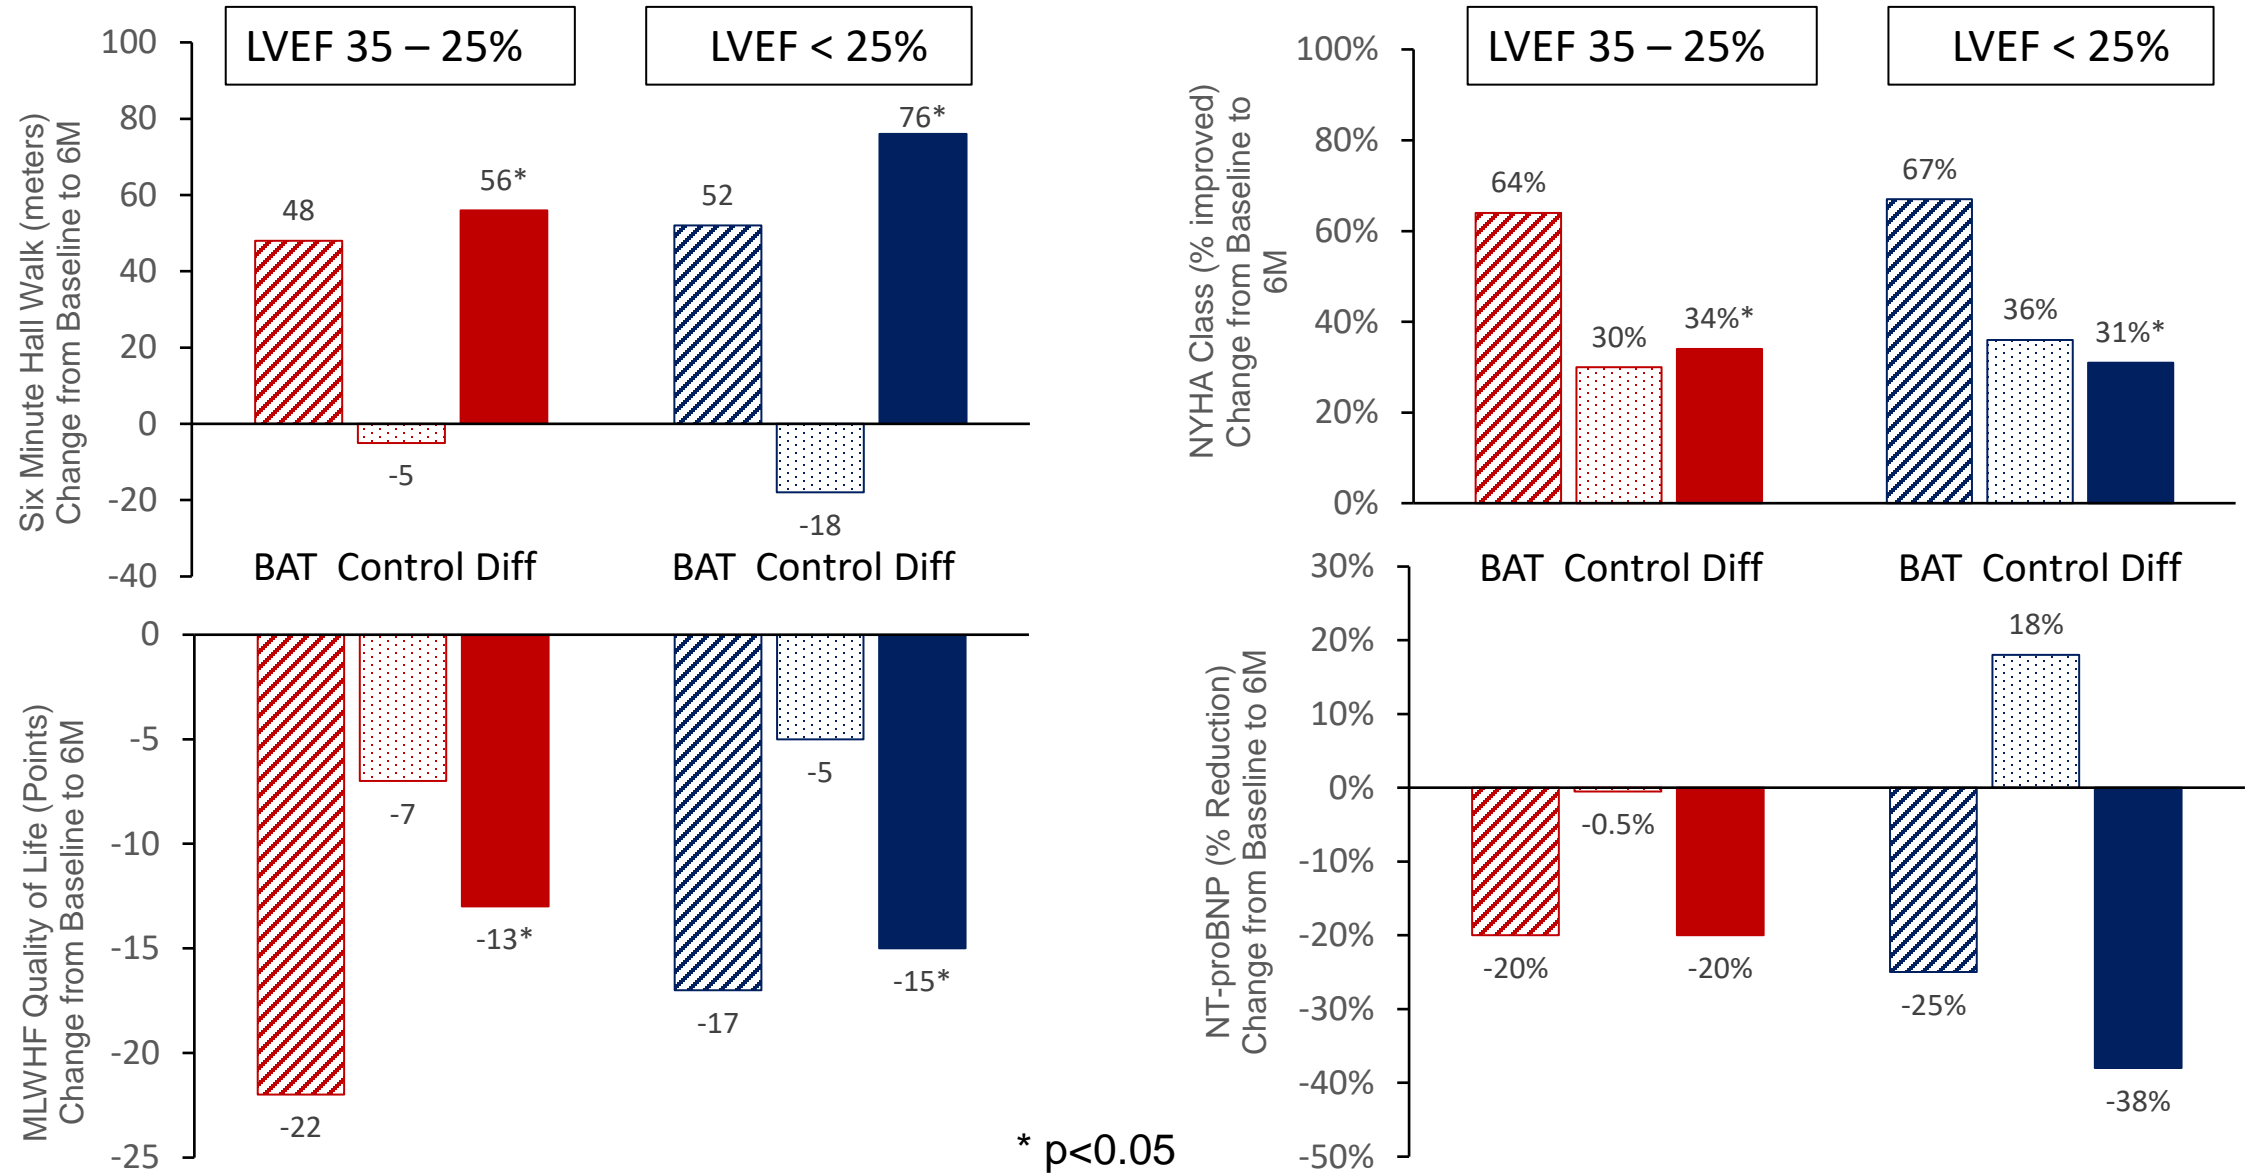 LVEF 35 – 25%
LVEF < 25%
Six Minute Hall Walk (meters)
Change from Baseline to 6M
100
80
60
40
20
0
-20
-40
48
-5
56*
52
-18
76*
BAT Control Diff
BAT Control Diff
LVEF 35 – 25%
LVEF < 25%
NYHA Class (% improved)
Change from Baseline to
6M
100%
80%
60%
40%
20%
0%
64%
30%
34%*
67%
36%
31%*
BAT Control Diff
BAT Control Diff
MLWHF Quality of Life (Points)
Change from Baseline to 6M
0
-5
-10
-15
-20
-25
-22
-7
-13*
-17
-5
-15*
NT-proBNP (% Reduction)
Change from Baseline to 6M
30%
20%
10%
0%
-10%
-20%
-30%
-40%
-50%
-20%
-0.5%
-20%
-25%
18%
-38%
* p<0.05